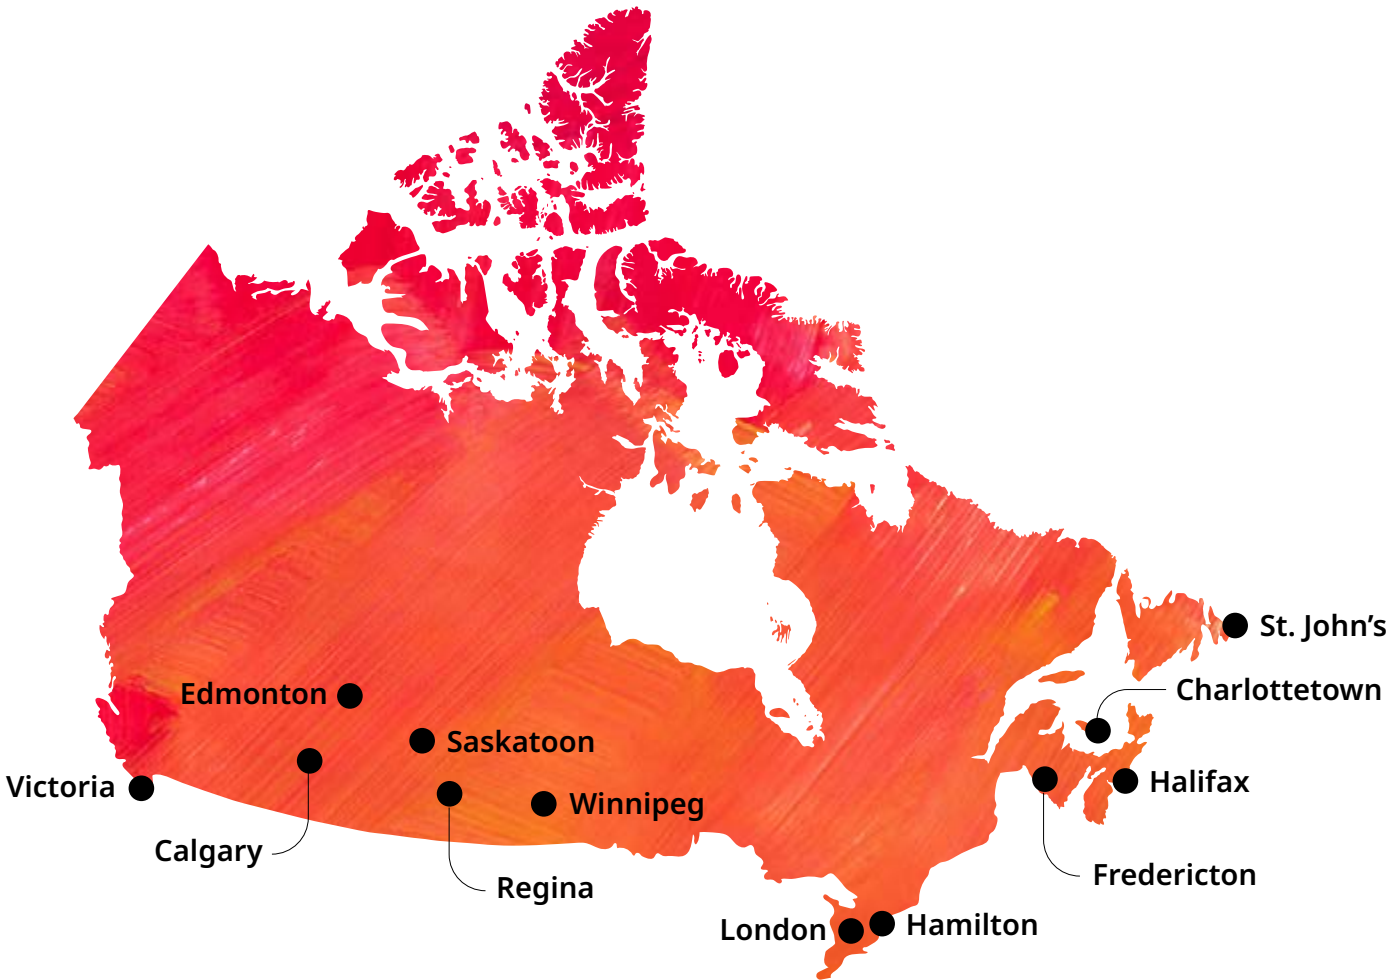 St. John’s
Charlottetown
Edmonton
Saskatoon
Victoria
Halifax
Winnipeg
Calgary
Regina
Fredericton
London
Hamilton